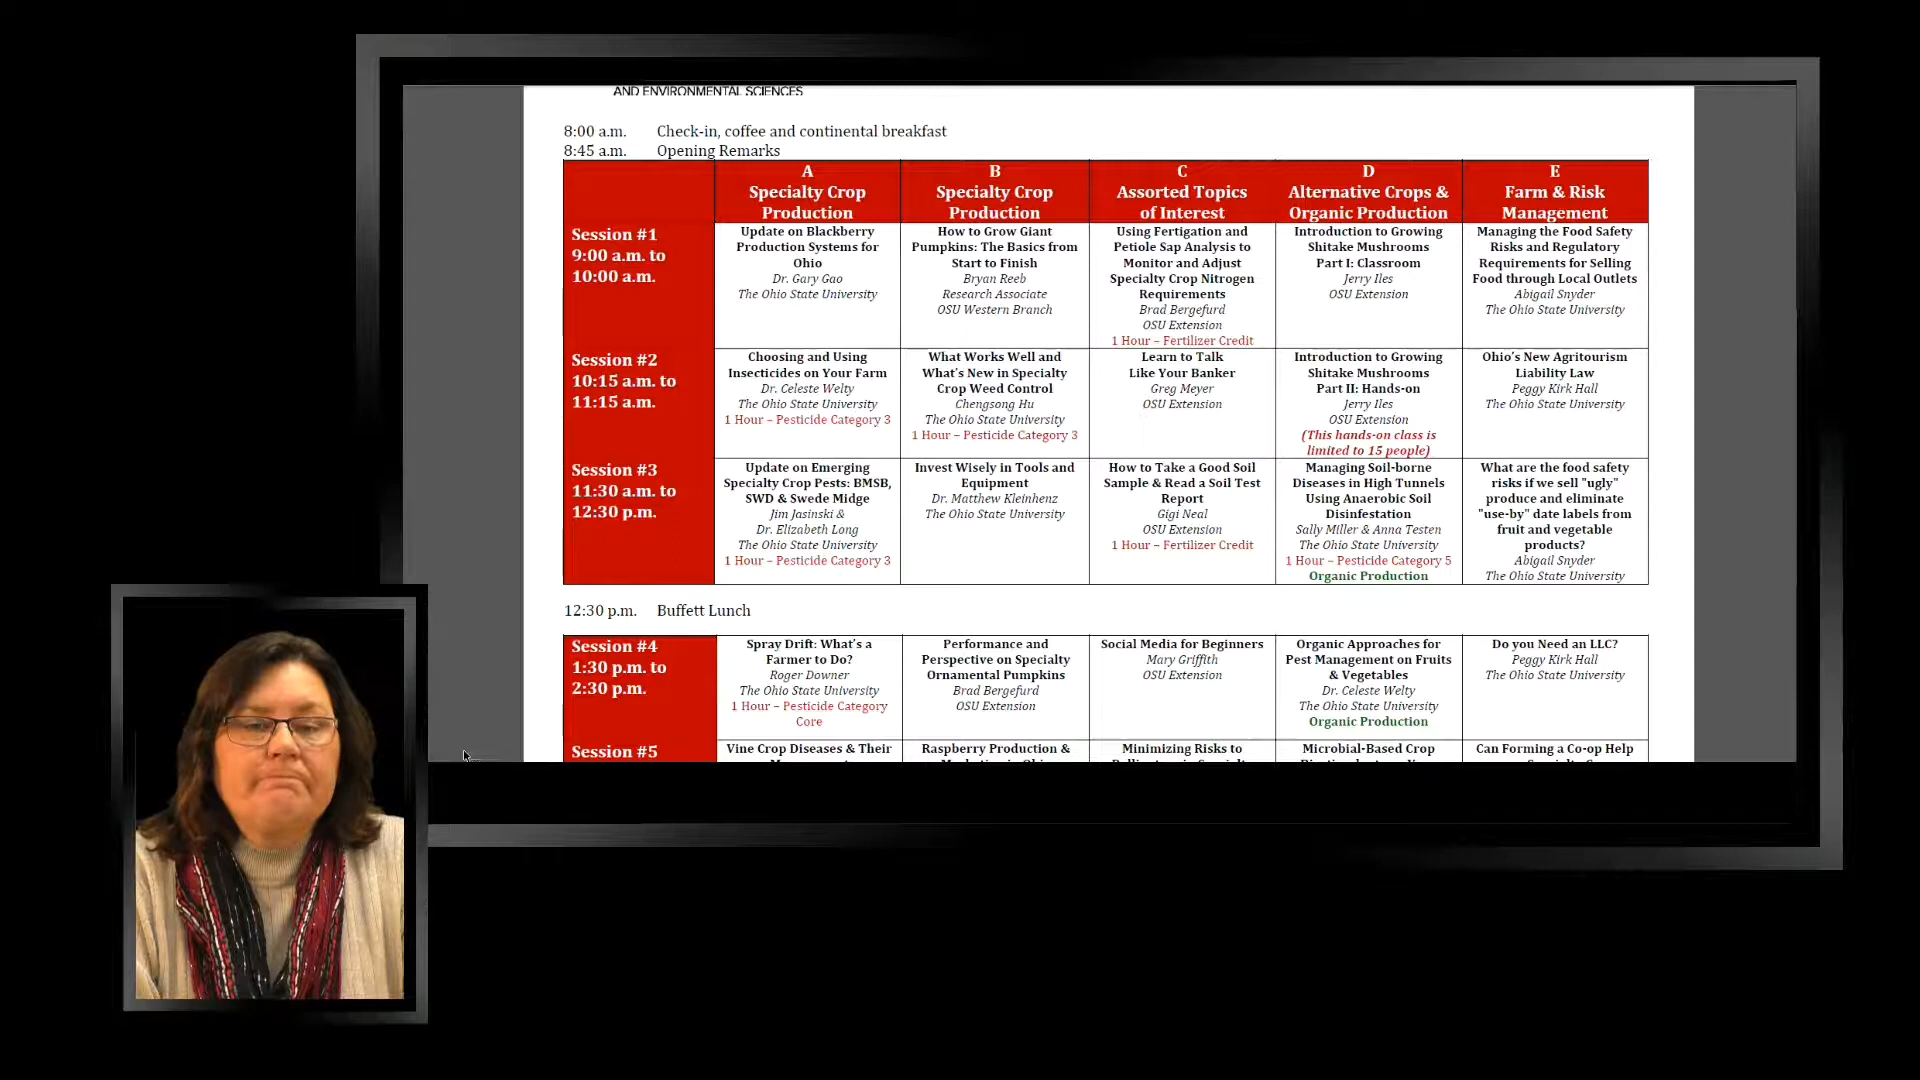 AND ENVIRONMENTAL SCIENCES
8:00 a.m. Check-in, coffee and continental breakfast
8:45 a.m. Opening Remarks
A
Specialty Crop
Production
B
Specialty Crop
Production
C
Assorted Topics
of Interest
D
Alternative Crops &
Organic Production
E
Farm & Risk
Management
Session #1
9:00 a.m. to
10:00 a.m.
Update on Blackberry
Production Systems for
Ohio
Dr. Gary Gao
The Ohio State University
How to Grow Giant
Pumpkins: The Basics from
Start to Finish
Bryan Reeb
Research Associate
OSU Western Branch
Using Fertigation and
Petiole Sap Analysis to
Monitor and Adjust
Specialty Crop Nitrogen
Requirements
Brad Bergefurd
OSU Extension
1 Hour – Fertilizer Credit
Introduction to Growing
Shitake Mushrooms
Part I: Classroom
Jerry Iles
OSU Extension
Managing the Food Safety
Risks and Regulatory
Requirements for Selling
Food through Local Outlets
Abigail Snyder
The Ohio State University
Session #2
10:15 a.m. to
11:15 a.m.
Choosing and Using
Insecticides on Your Farm
Dr. Celeste Welty
The Ohio State University
1 Hour – Pesticide Category 3
What Works Well and
What's New in Specialty
Crop Weed Control
Chengsong Hu
The Ohio State University
1 Hour – Pesticide Category 3
Learn to Talk
Like Your Banker
Greg Meyer
OSU Extension
Introduction to Growing
Shitake Mushrooms
Part II: Hands-on
Jerry Iles
OSU Extension
(This hands-on class is
limited to 15 people)
Ohio's New Agritourism
Liability Law
Peggy Kirk Hall
The Ohio State University
Session #3
11:30 a.m. to
12:30 p.m.
Update on Emerging
Specialty Crop Pests: BMSB,
SWD & Swede Midge
Jim Jasinski &
Dr. Elizabeth Long
The Ohio State University
1 Hour – Pesticide Category 3
Invest Wisely in Tools and
Equipment
Dr. Matthew Kleinhenz
The Ohio State University
How to Take a Good Soil
Sample & Read a Soil Test
Report
Gigi Neal
OSU Extension
1 Hour – Fertilizer Credit
Managing Soil-borne
Diseases in High Tunnels
Using Anaerobic Soil
Disinfestation
Sally Miller & Anna Testen
The Ohio State University
1 Hour – Pesticide Category 5
Organic Production
What are the food safety
risks if we sell "ugly"
produce and eliminate
"use-by" date labels from
fruit and vegetable
products?
Abigail Snyder
The Ohio State University
12:30 p.m. Buffett Lunch
Session #4
1:30 p.m. to
2:30 p.m.
Spray Drift: What's a
Farmer to Do?
Roger Downer
The Ohio State University
1 Hour – Pesticide Category
Core
Performance and
Perspective on Specialty
Ornamental Pumpkins
Brad Bergefurd
OSU Extension
Social Media for Beginners
Mary Griffith
OSU Extension
Organic Approaches for
Pest Management on Fruits
& Vegetables
Dr. Celeste Welty
The Ohio State University
Organic Production
Do you Need an LLC?
Peggy Kirk Hall
The Ohio State University
Session #5
Vine Crop Diseases & Their
Raspberry Production &
Minimizing Risks to
Microbial-Based Crop
Can Forming a Co-op Help